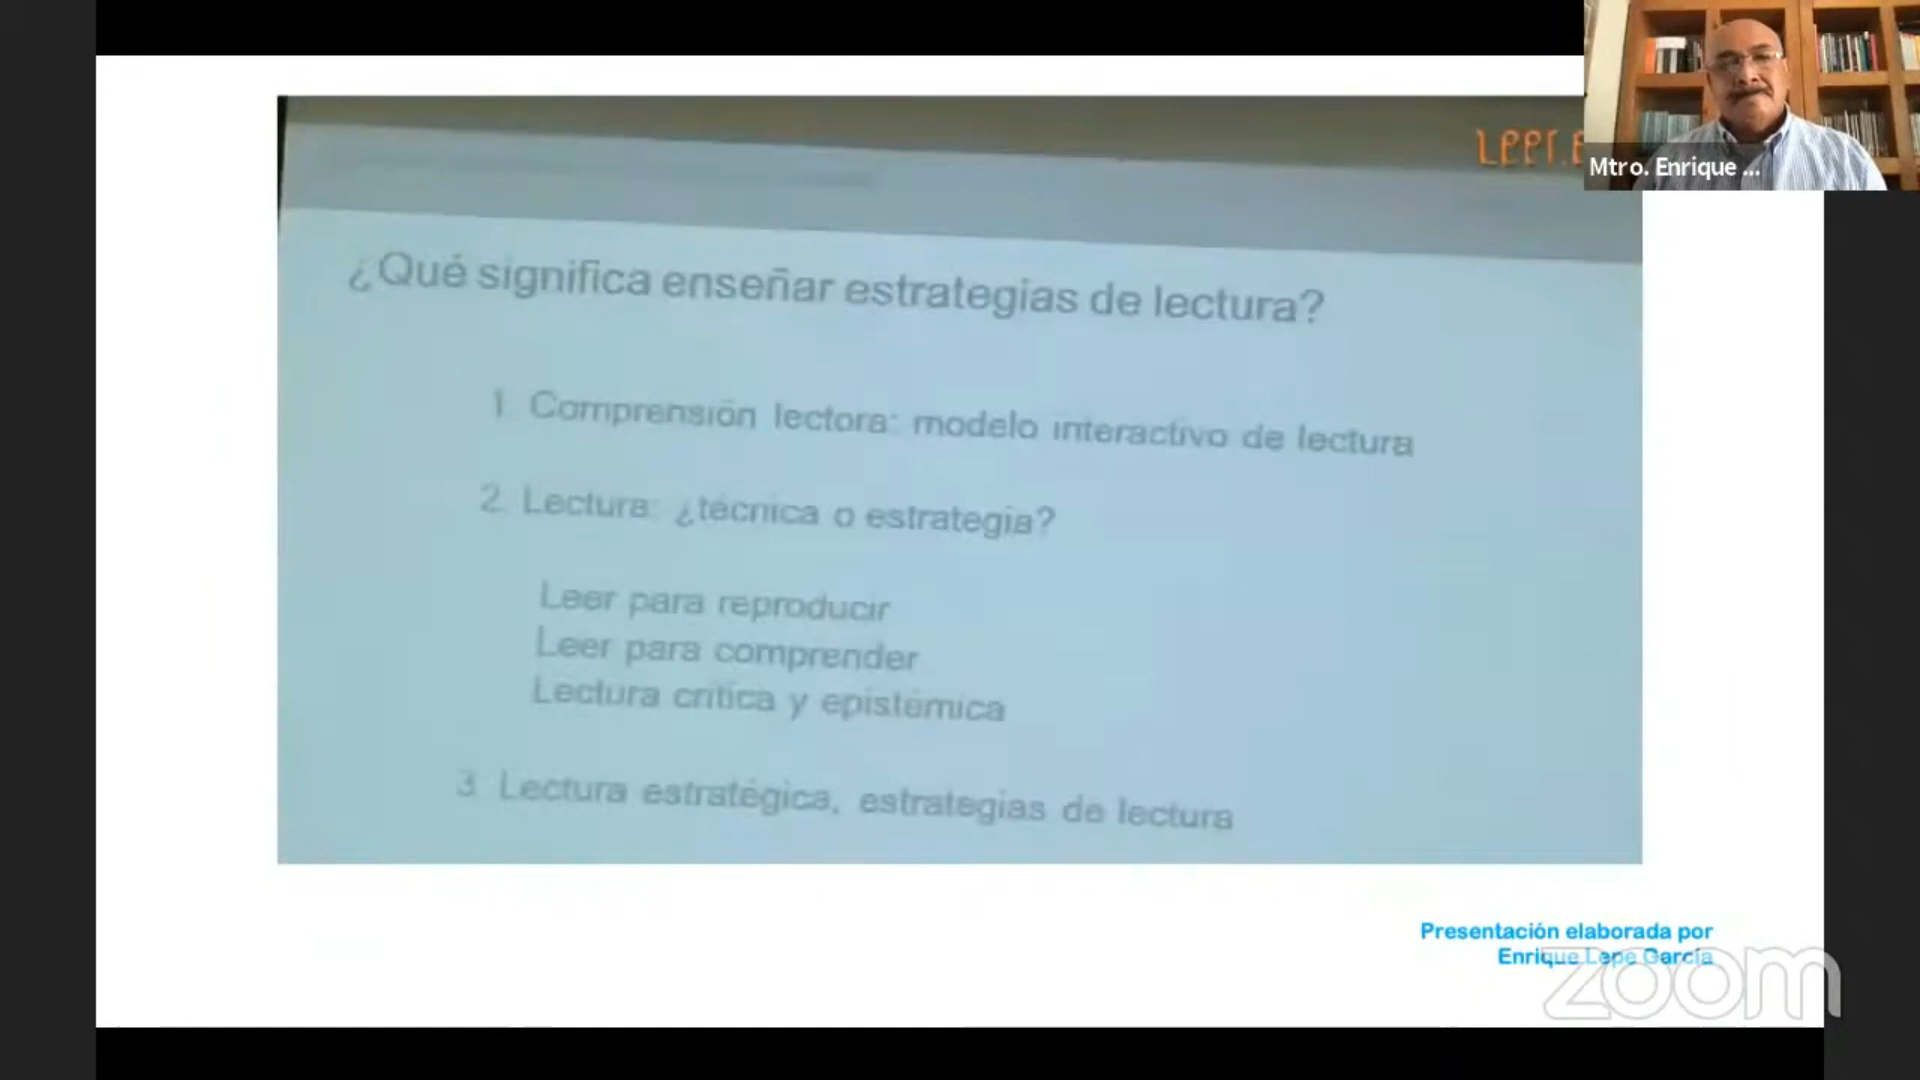 Leer.
Mtro. Enrique ...
¿Qué significa enseñar estrategias de lectura?
1 Comprensión lectora: modelo interactivo de lectura
2. Lectura: ¿técnica o estrategia?
Leer para reproducir
Leer para comprender
Lectura crítica y epistémica
3 Lectura estratégica, estrategias de lectura
Presentación elaborada por
Enrique Lepe García
zoom